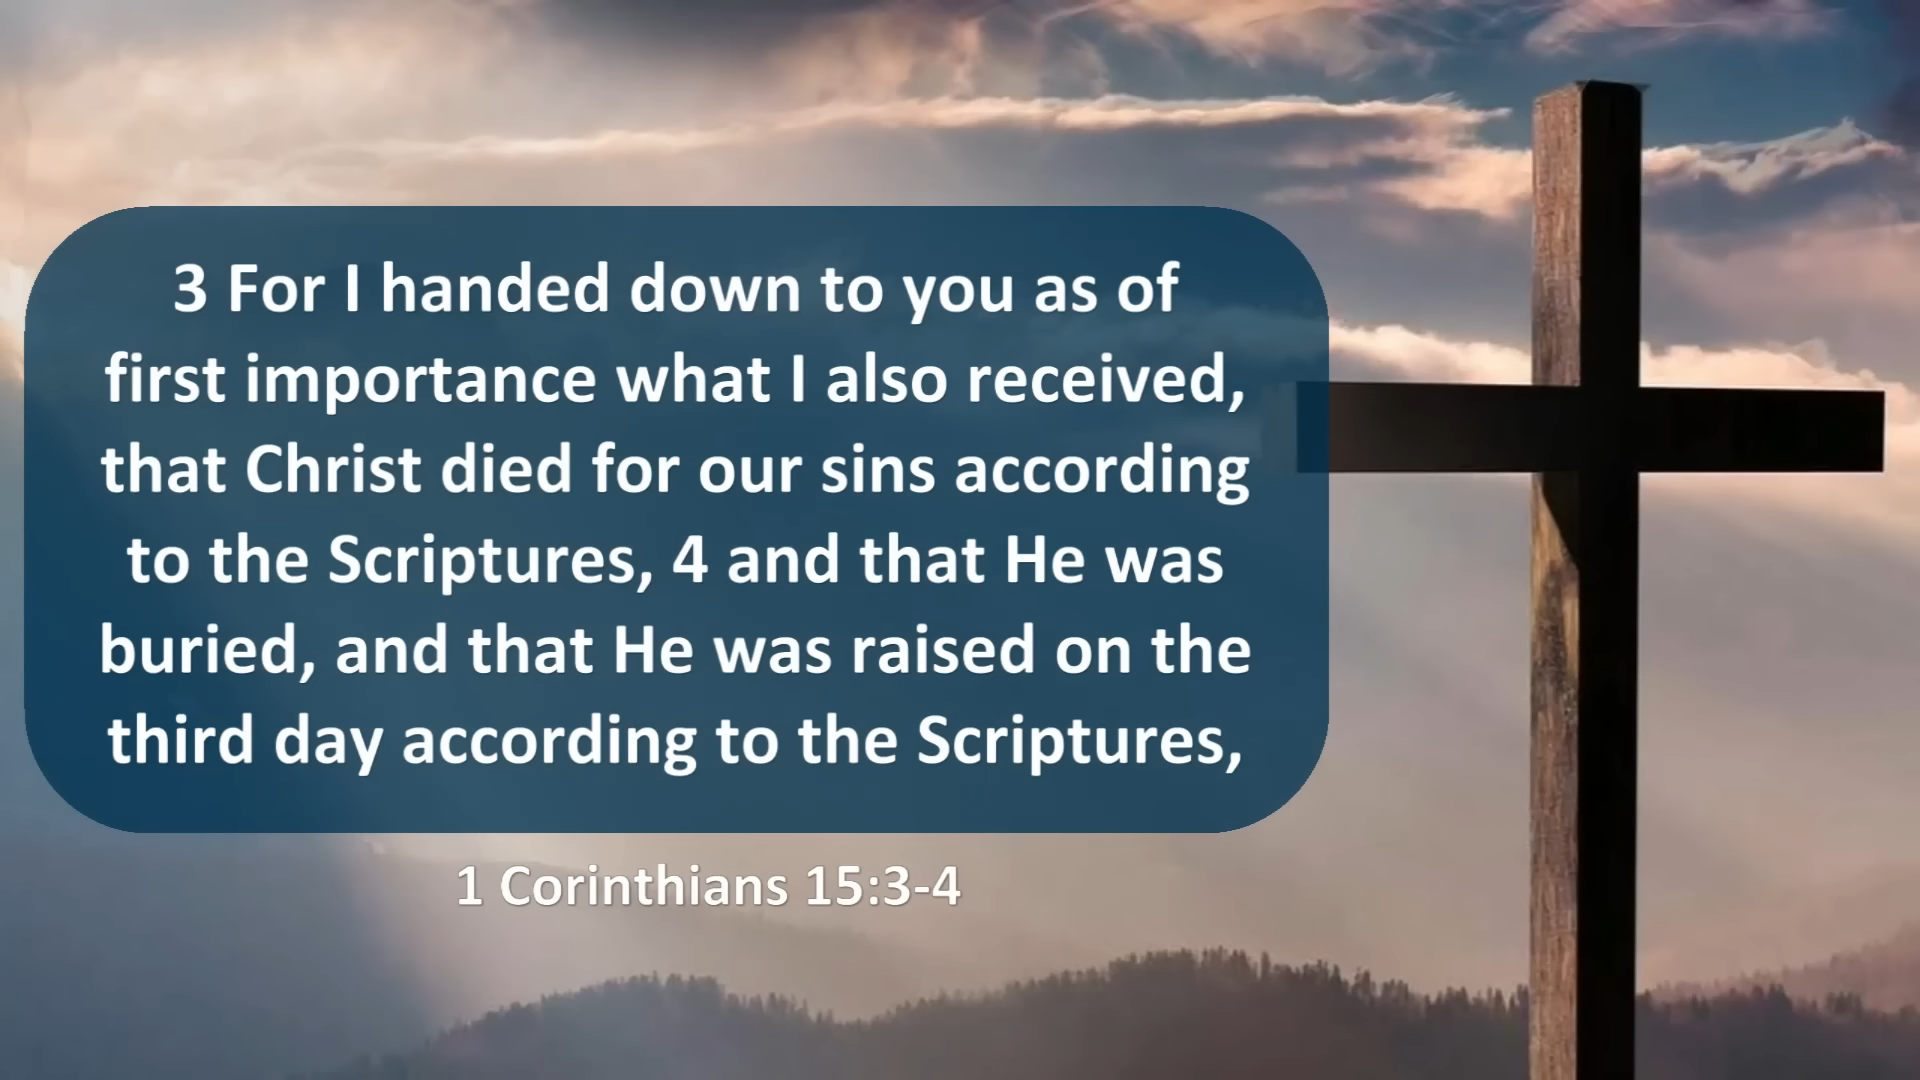 3 For I handed down to you as of
first importance what I also received,
that Christ died for our sins according
to the Scriptures, 4 and that He was
buried, and that He was raised on the
third day according to the Scriptures,
1 Corinthians 15:3-4